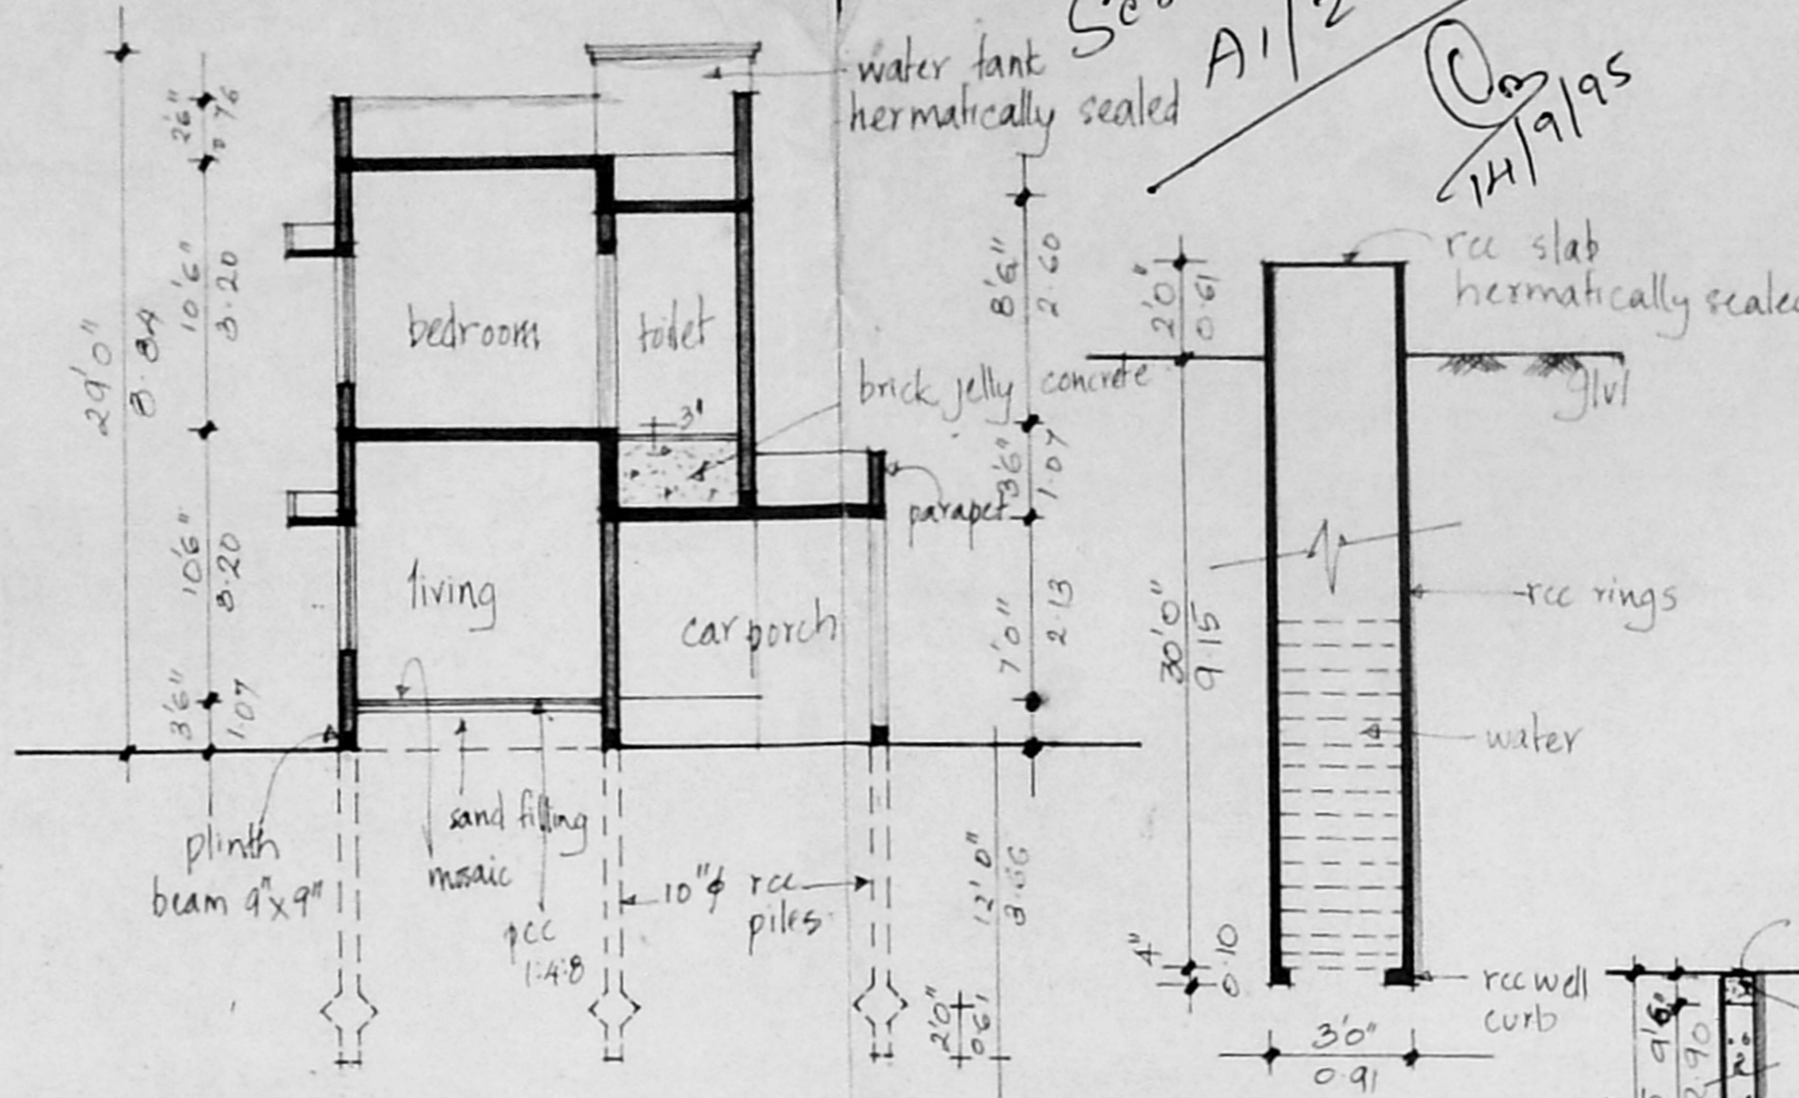 A1/2
14/9/95
water tank
hermatically sealed
2'6"
0.76
10'6"
3.20
29'0"
8.84
10'6"
3.20
3'6"
1.07
bedroom
toilet
3'
brick jelly concrete
parapet
living
car porch
8'6"
2.60
3'6"
1.07
7'0"
2.13
plinth
beam 9"x9"
sand filling
mosaic
pcc
1:4:8
10"ϕ rcc
piles
12'0"
3.66
2'0"
0.61
rcc slab
hermatically sealed
2'0"
0.61
glvl
30'0"
9.15
rcc rings
water
4"
0.10
rcc well
curb
3'0"
0.91
9'6"
2.90